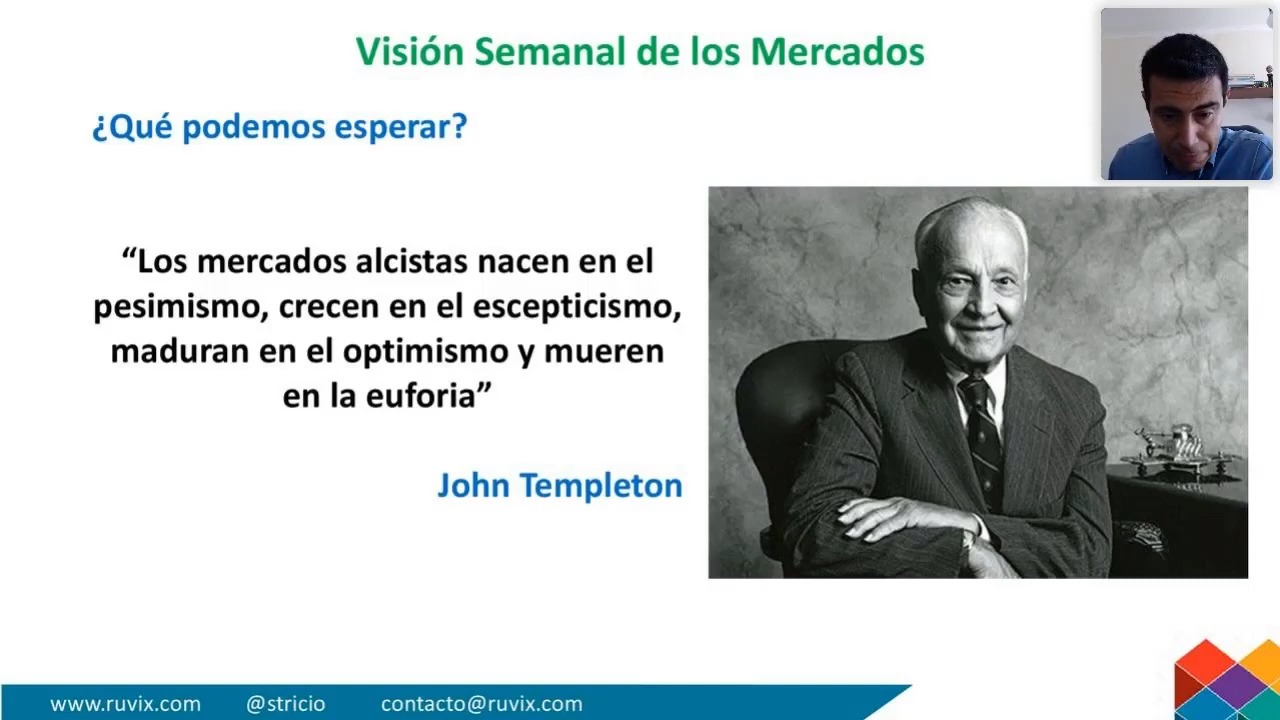 Visión Semanal de los Mercados
¿Qué podemos esperar?
“Los mercados alcistas nacen en el
pesimismo, crecen en el escepticismo,
maduran en el optimismo y mueren
en la euforia”
John Templeton
www.ruvix.com @stricio contacto@ruvix.com